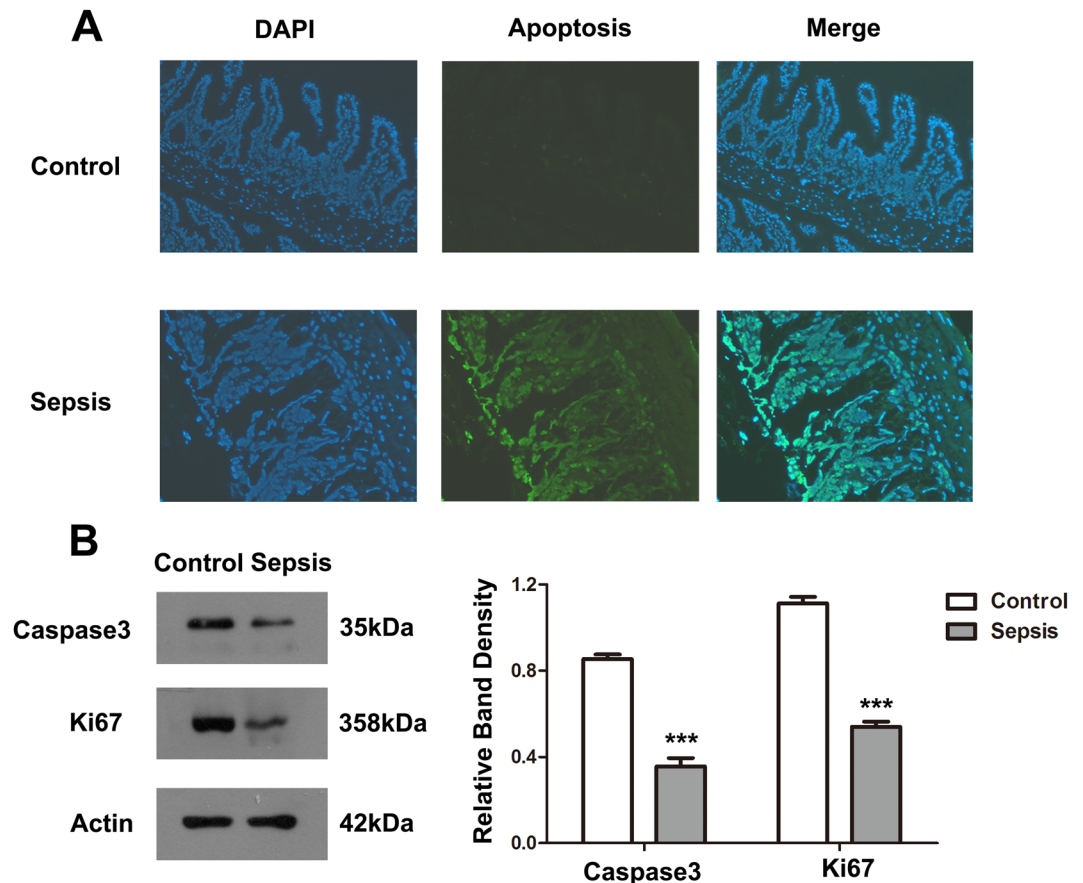 A
DAPI Apoptosis Merge
Control
Sepsis
B
Control Sepsis
Caspase3 35kDa
Ki67 358kDa
Actin 42kDa
Relative Band Density
1.2
0.8
0.4
0.0
***
***
Caspase3 Ki67
Control
Sepsis